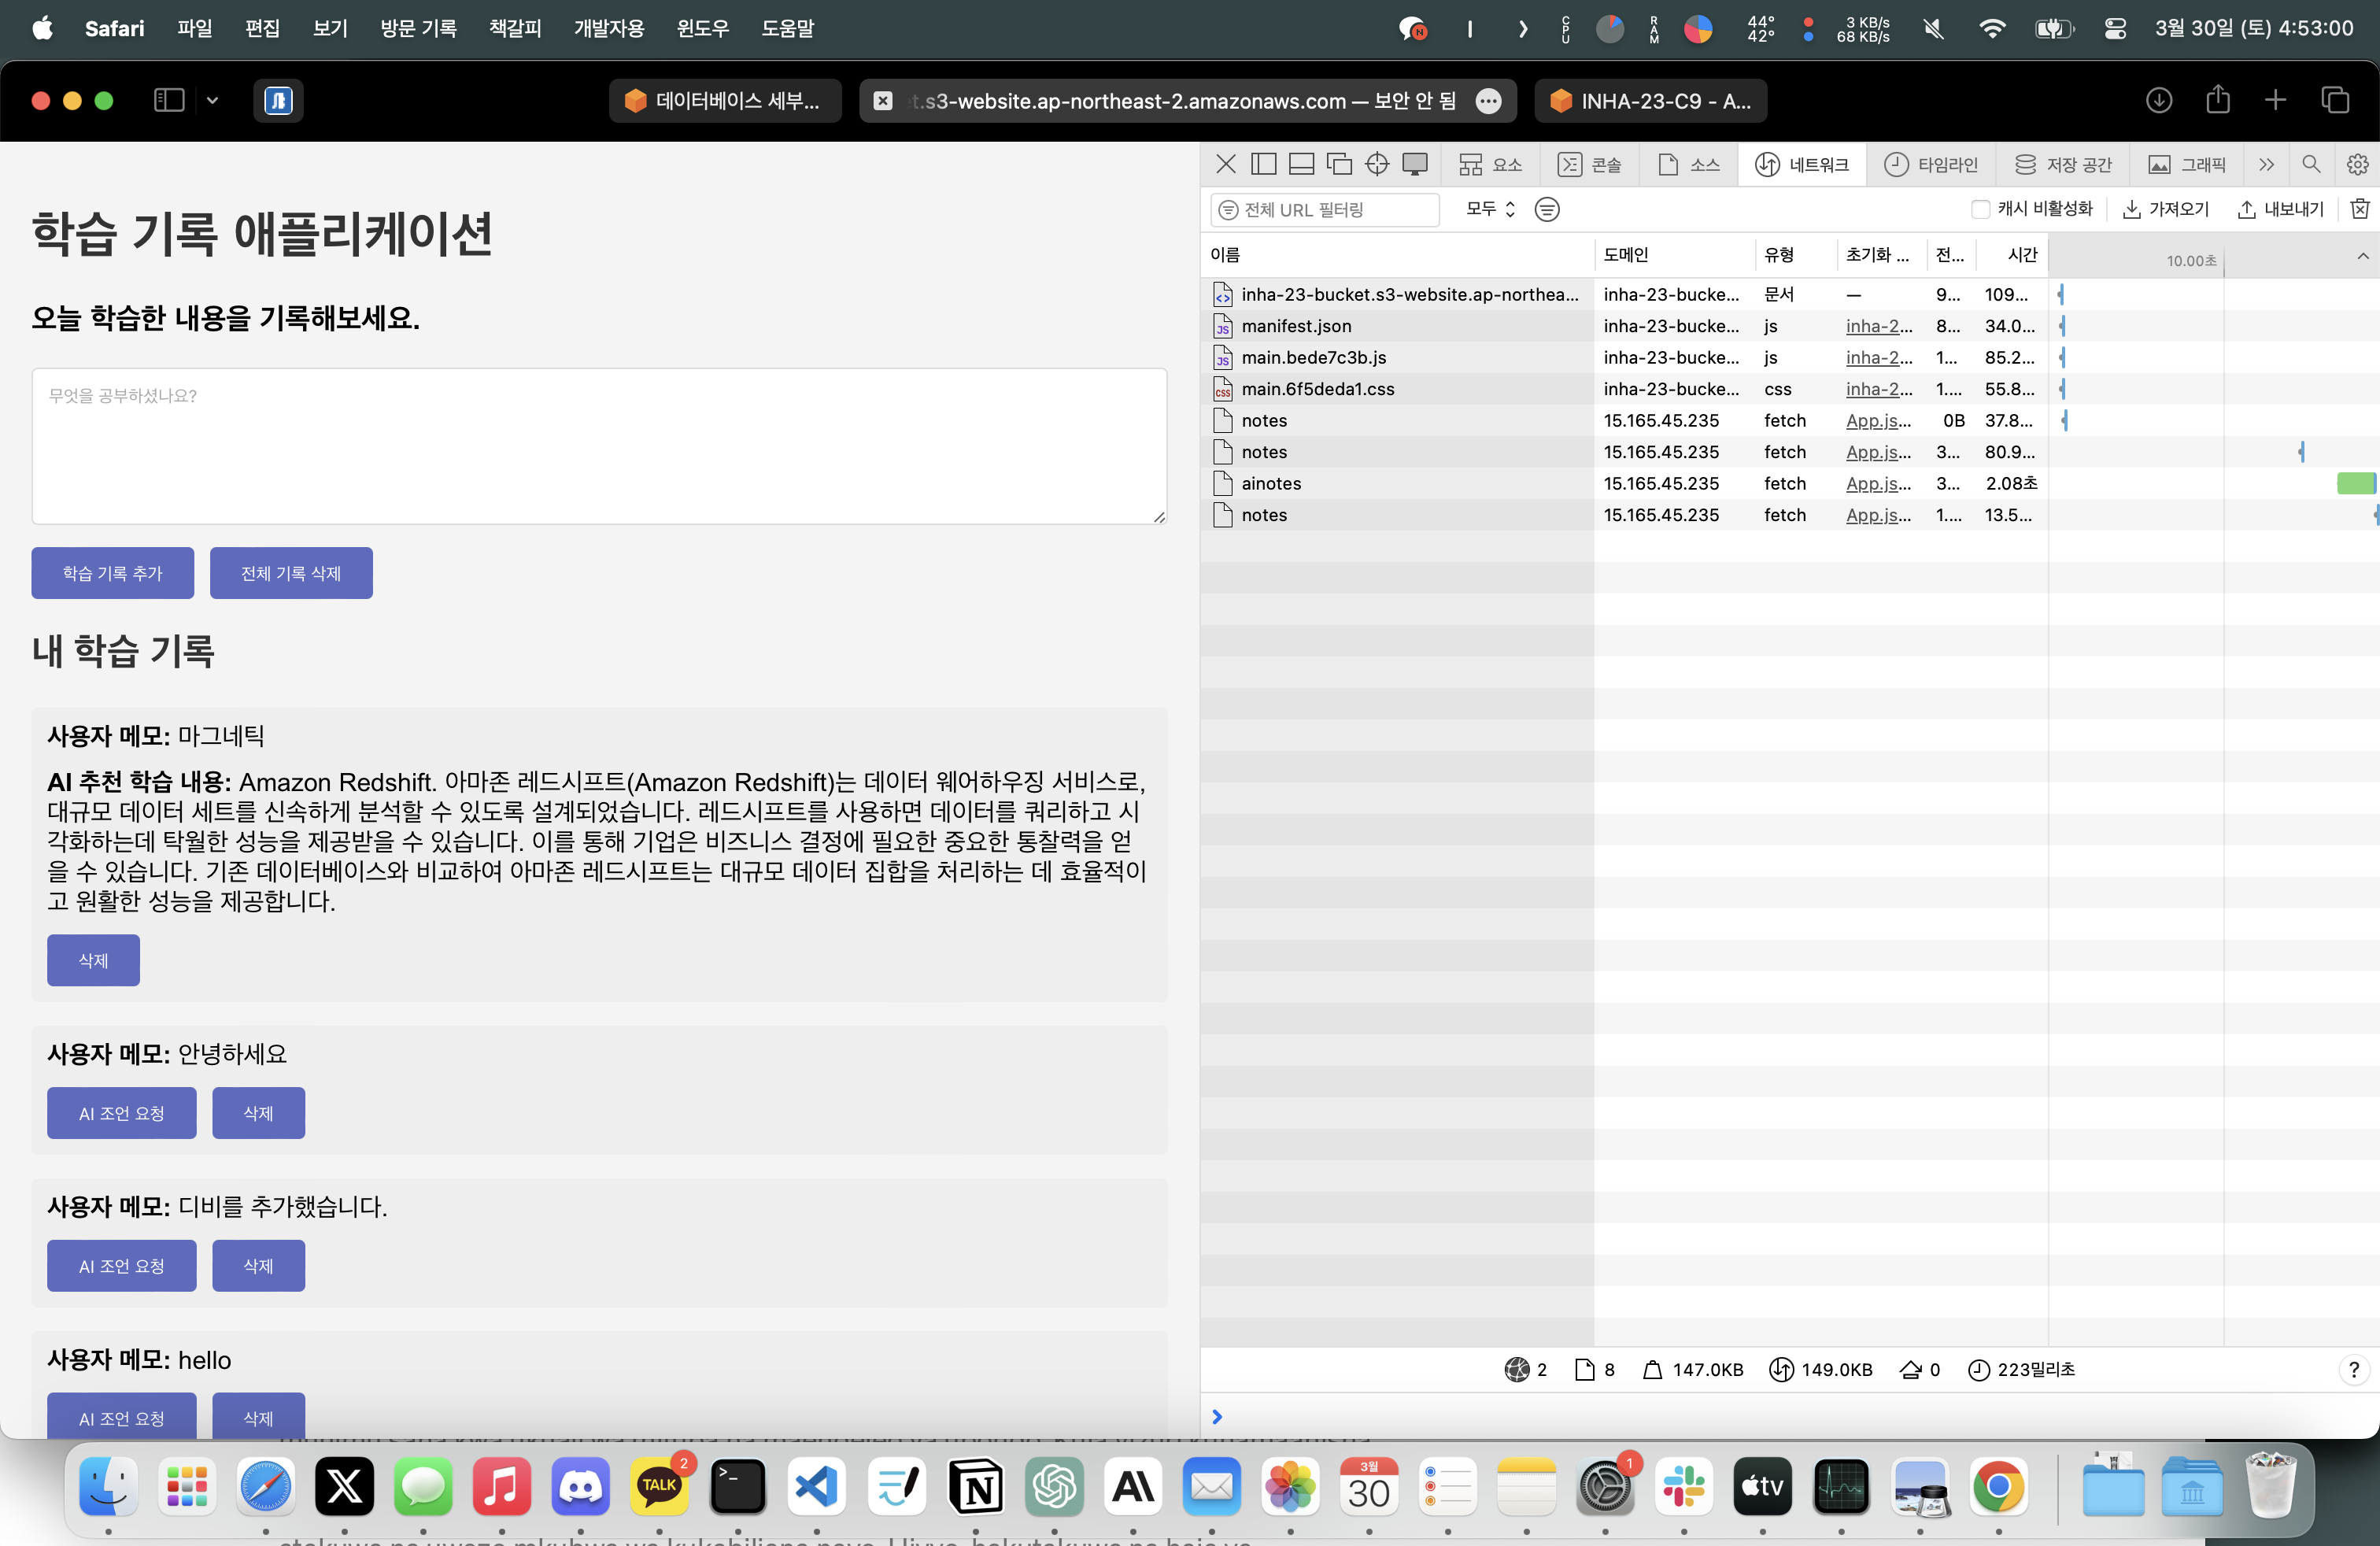 Safari 파일 편집 보기 방문 기록 책갈피 개발자용 윈도우 도움말
N CPU RAM 44° 42° 3 KB/s 68 KB/s 3월 30일 (토) 4:53:00
데이터베이스 세부... t.s3-website.ap-northeast-2.amazonaws.com — 보안 안 됨 INHA-23-C9 - A...
학습 기록 애플리케이션
오늘 학습한 내용을 기록해보세요.
무엇을 공부하셨나요?
학습 기록 추가 전체 기록 삭제
내 학습 기록
사용자 메모: 마그네틱
AI 추천 학습 내용: Amazon Redshift. 아마존 레드시프트(Amazon Redshift)는 데이터 웨어하우징 서비스로,
대규모 데이터 세트를 신속하게 분석할 수 있도록 설계되었습니다. 레드시프트를 사용하면 데이터를 쿼리하고 시
각화하는데 탁월한 성능을 제공받을 수 있습니다. 이를 통해 기업은 비즈니스 결정에 필요한 중요한 통찰력을 얻
을 수 있습니다. 기존 데이터베이스와 비교하여 아마존 레드시프트는 대규모 데이터 집합을 처리하는 데 효율적이
고 원활한 성능을 제공합니다.
삭제
사용자 메모: 안녕하세요
AI 조언 요청 삭제
사용자 메모: 디비를 추가했습니다.
AI 조언 요청 삭제
사용자 메모: hello
AI 조언 요청 삭제
요소 콘솔 소스 네트워크 타임라인 저장 공간 그래픽
전체 URL 필터링 모두 캐시 비활성화 가져오기 내보내기
이름 도메인 유형 초기화 ... 전... 시간 10.00초
inha-23-bucket.s3-website.ap-northea... inha-23-bucke... 문서 — 9... 109...
JS manifest.json inha-23-bucke... js inha-2... 8... 34.0...
JS main.bede7c3b.js inha-23-bucke... js inha-2... 1... 85.2...
CSS main.6f5deda1.css inha-23-bucke... css inha-2... 1.... 55.8...
notes 15.165.45.235 fetch App.js... 0B 37.8...
notes 15.165.45.235 fetch App.js... 3... 80.9...
ainotes 15.165.45.235 fetch App.js... 3... 2.08초
notes 15.165.45.235 fetch App.js... 1.... 13.5...
2 8 147.0KB 149.0KB 0 223밀리초 ?
TALK 2 3월 30 1 tv